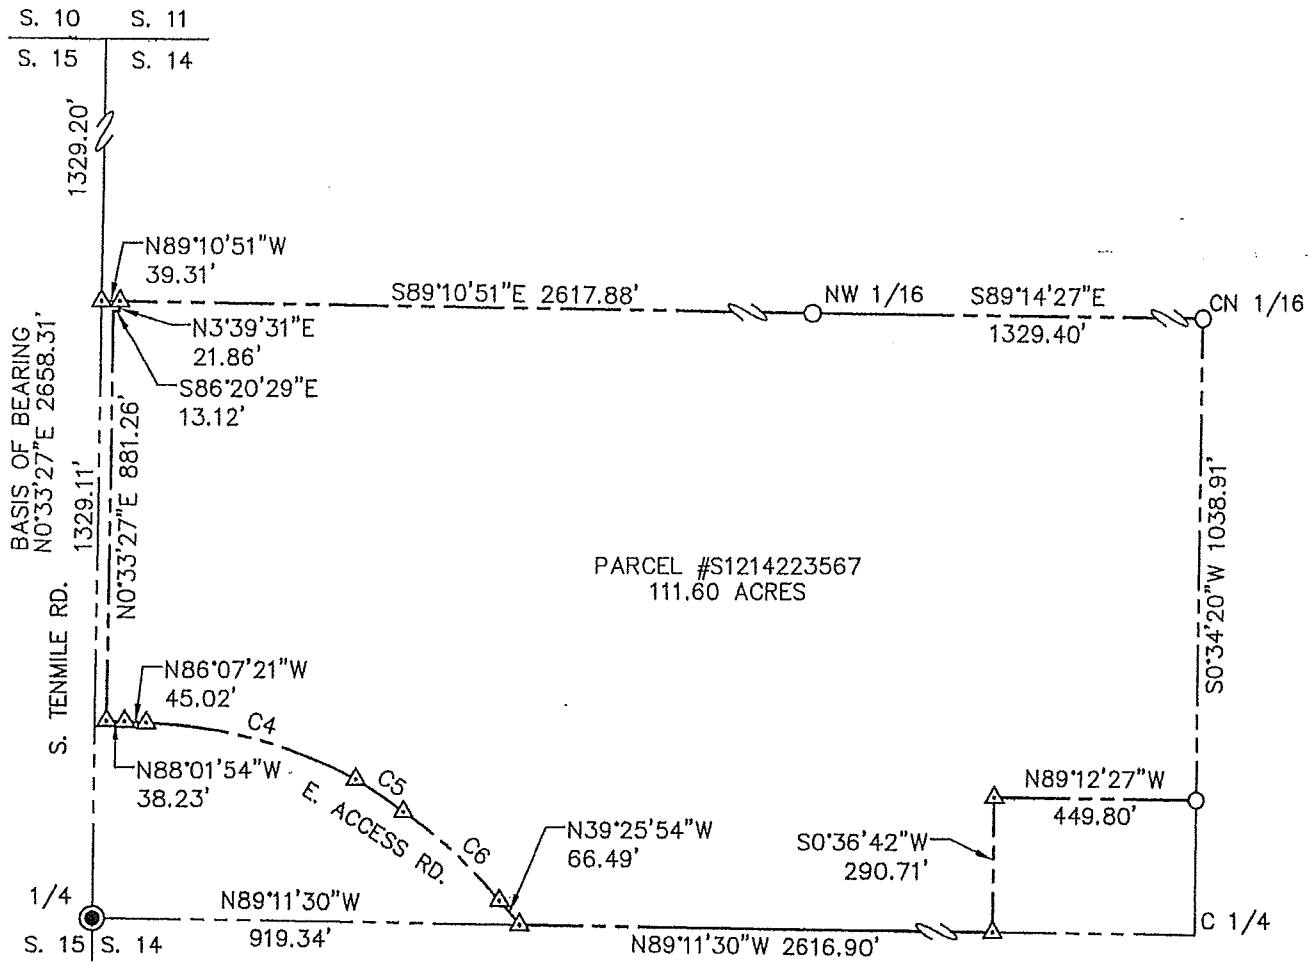 S. 10 S. 11
S. 15 S. 14
1329.20'
N89°10'51"W
39.31'
S89°10'51"E 2617.88'
NW 1/16
S89°14'27"E
1329.40'
CN 1/16
N3°39'31"E
21.86'
S86°20'29"E
13.12'
BASIS OF BEARING
N0°33'27"E 2658.31'
1329.11'
N0°33'27"E 881.26'
S. TENMILE RD.
PARCEL #S1214223567
111.60 ACRES
S0°34'20"W 1038.91'
N86°07'21"W
45.02'
C4
N88°01'54"W
38.23'
C5
E. ACCESS RD.
C6
N39°25'54"W
66.49'
N89°12'27"W
449.80'
S0°36'42"W
290.71'
1/4
N89°11'30"W
919.34'
N89°11'30"W 2616.90'
C 1/4
S. 15 S. 14